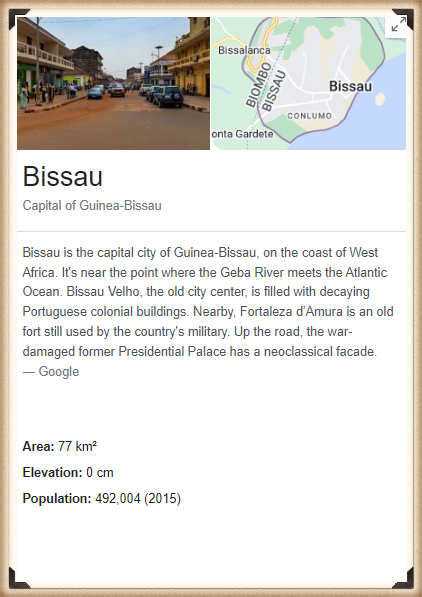 Bissalanca
BIOMBO
BISSAU
Bissau
CONLUMO
onta Gardete
Bissau
Capital of Guinea-Bissau
Bissau is the capital city of Guinea-Bissau, on the coast of West
Africa. It's near the point where the Geba River meets the Atlantic
Ocean. Bissau Velho, the old city center, is filled with decaying
Portuguese colonial buildings. Nearby, Fortaleza d'Amura is an old
fort still used by the country's military. Up the road, the war-
damaged former Presidential Palace has a neoclassical facade.
— Google
Area: 77 km²
Elevation: 0 cm
Population: 492,004 (2015)